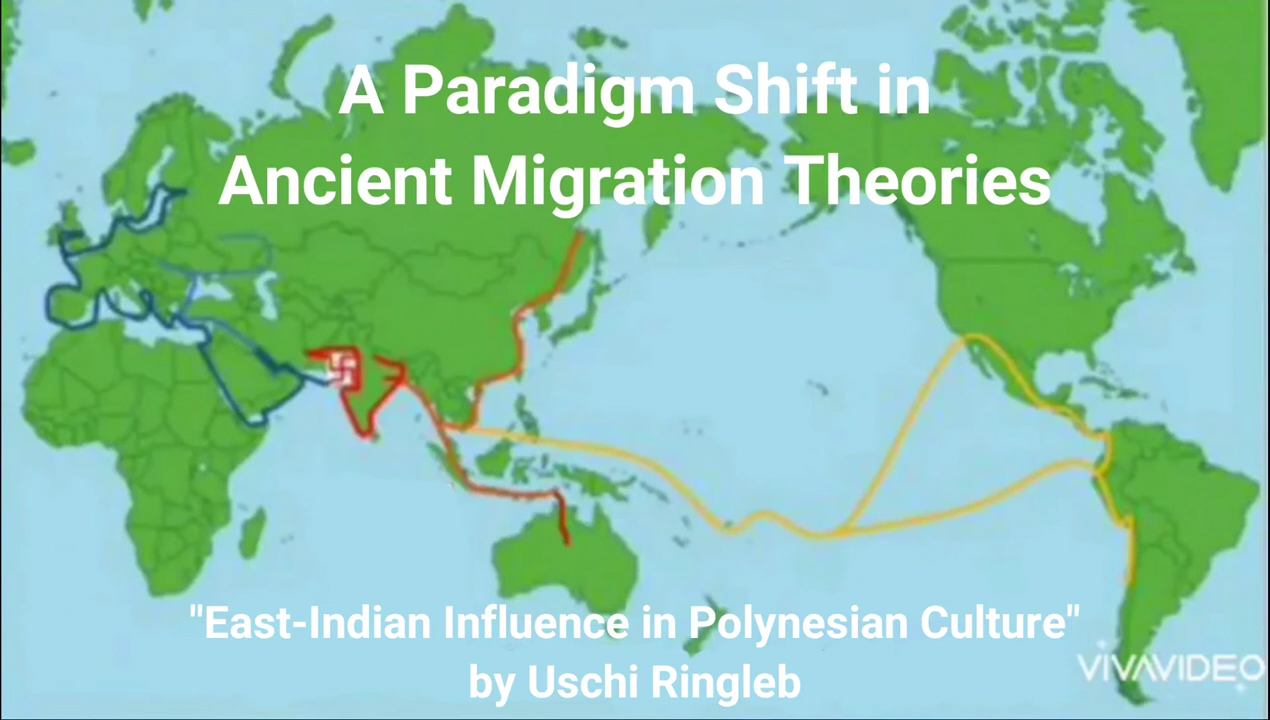 A Paradigm Shift in
Ancient Migration Theories
"East-Indian Influence in Polynesian Culture"
by Uschi Ringleb
VIVAVIDEO